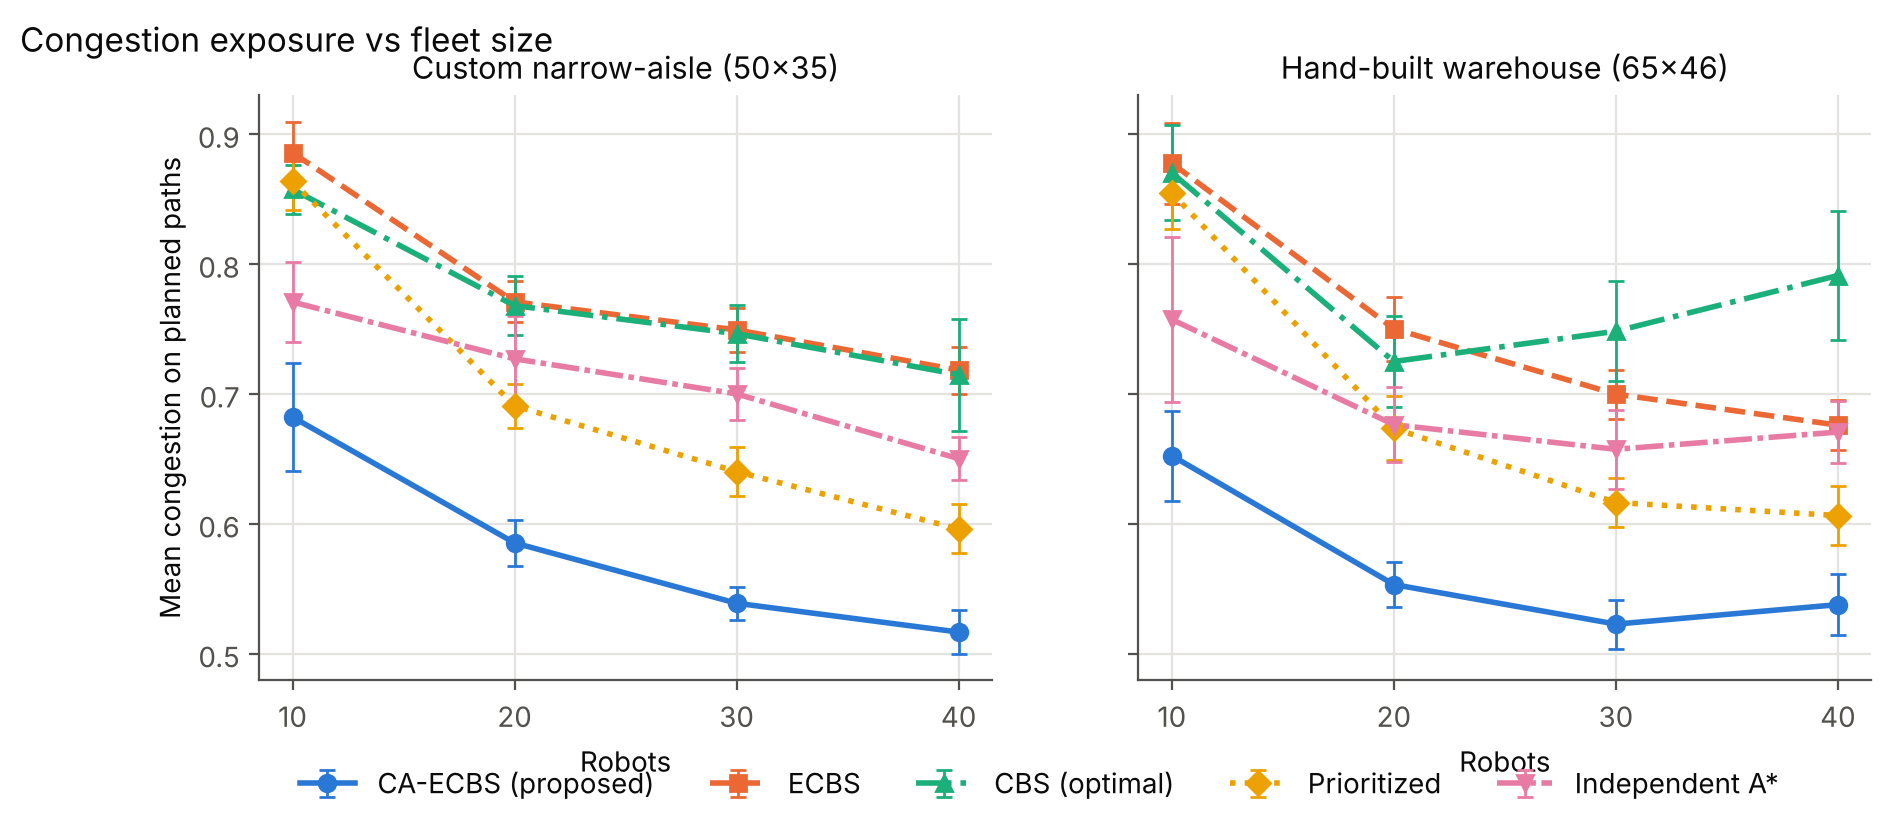 Congestion exposure vs fleet size
Custom narrow-aisle (50×35)
Hand-built warehouse (65×46)
Mean congestion on planned paths
0.9
0.8
0.7
0.6
0.5
10 20 30 40
10 20 30 40
Robots
Robots
CA-ECBS (proposed) ECBS CBS (optimal) Prioritized Independent A*